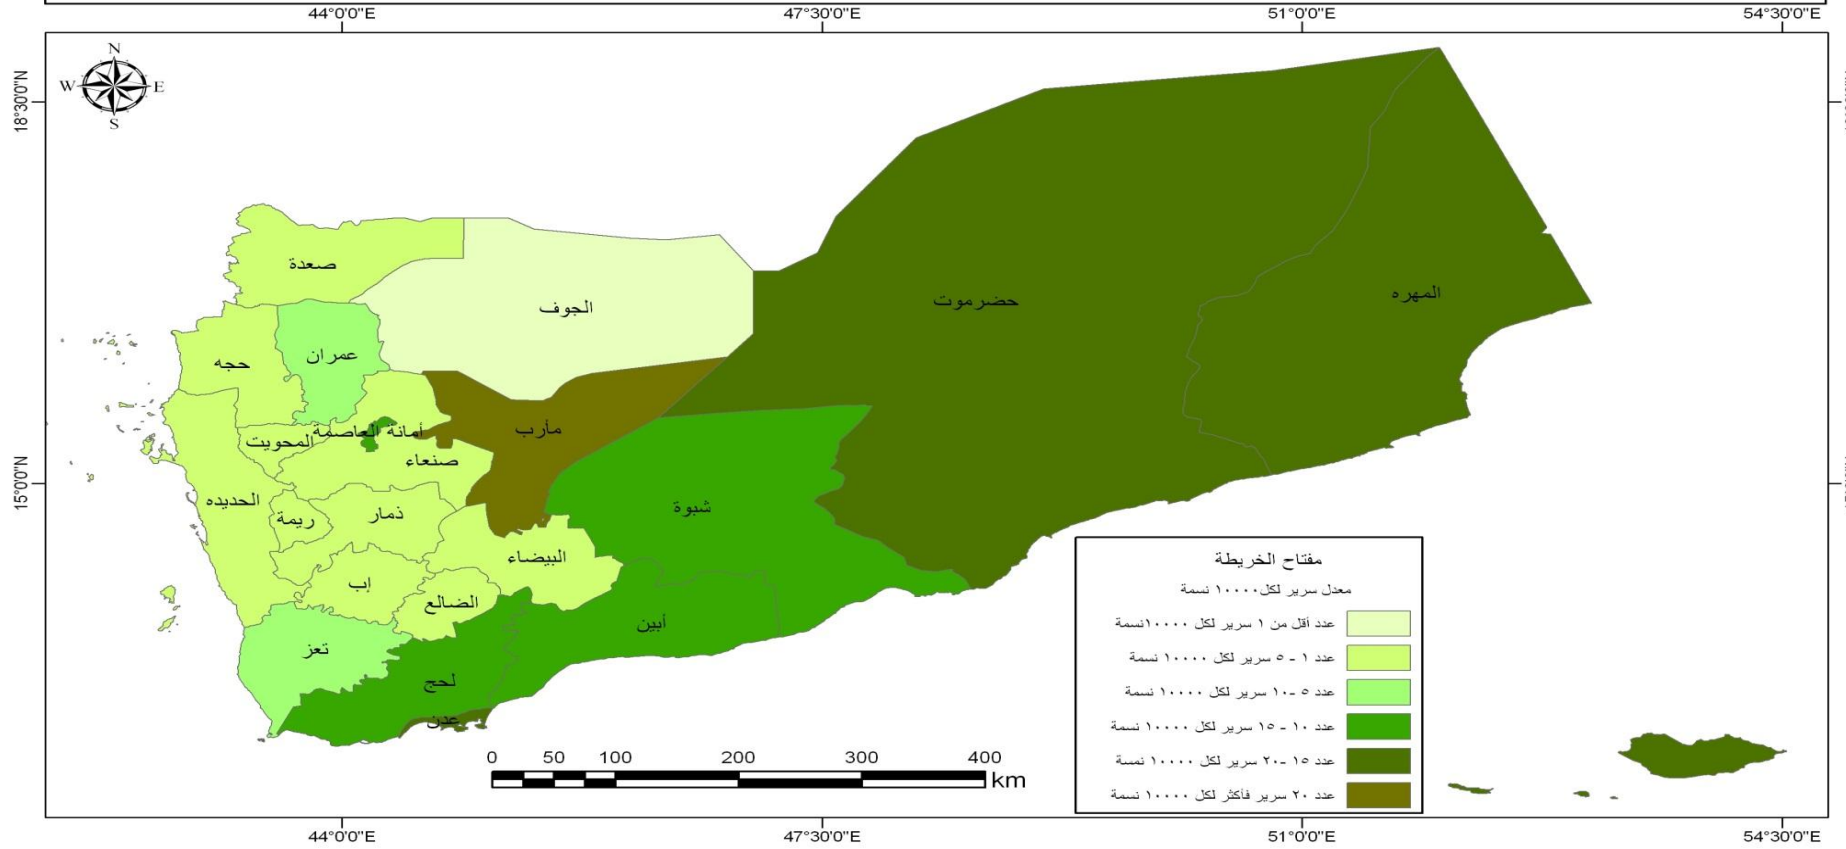 44°0'0"E 47°30'0"E 51°0'0"E 54°30'0"E
N
W E
S
18°30'0"N
15°0'0"N
صعدة
الجوف
حضرموت
المهره
عمران
حجه
مأرب
أمانة العاصمة
المحويت
صنعاء
الحديده
ذمار
ريمة
شبوة
البيضاء
إب
الضالع
أبين
تعز
لحج
عدن
0 50 100 200 300 400
km
مفتاح الخريطة
معدل سرير لكل ١٠٠٠٠ نسمة
عدد أقل من ١ سرير لكل ١٠٠٠٠نسمة
عدد ١ - ٥ سرير لكل ١٠٠٠٠ نسمة
عدد ٥ -١٠ سرير لكل ١٠٠٠٠ نسمة
عدد ١٠ - ١٥ سرير لكل ١٠٠٠٠ نسمة
عدد ١٥ -٢٠ سرير لكل ١٠٠٠٠ نمسة
عدد ٢٠ سرير فأكثر لكل ١٠٠٠٠ نسمة
44°0'0"E 47°30'0"E 51°0'0"E 54°30'0"E